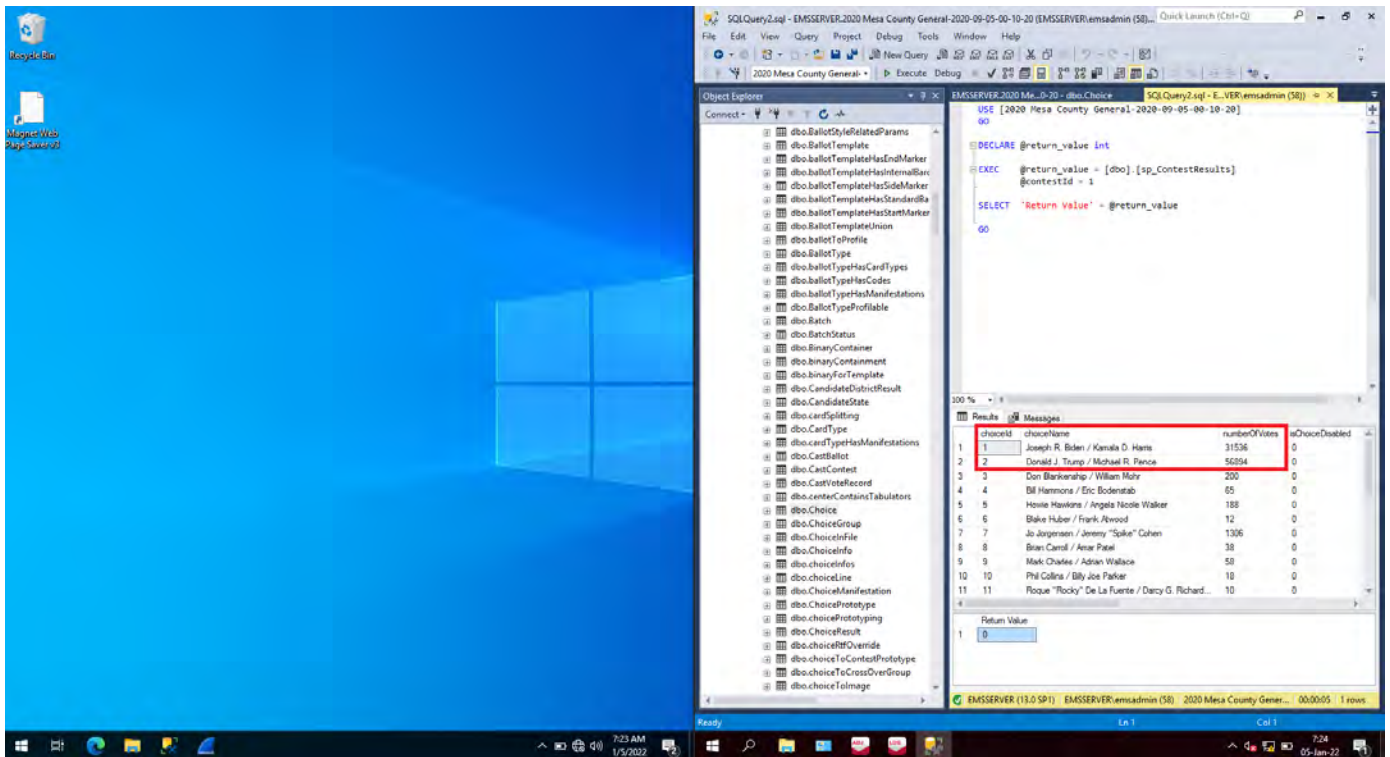 Recycle Bin
Magnet Web
Page Saver v3
7:23 AM
1/5/2022
SQLQuery2.sql - EMSSERVER.2020 Mesa County General-2020-09-05-00-10-20 (EMSSERVER\emsadmin (58))...
Quick Launch (Ctrl+Q)
File Edit View Query Project Debug Tools Window Help
New Query
2020 Mesa County General- Execute Debug
Object Explorer
Connect
dbo.BallotStyleRelatedParams
dbo.BallotTemplate
dbo.ballotTemplateHasEndMarker
dbo.ballotTemplateHasInternalBarc
dbo.ballotTemplateHasSideMarker
dbo.ballotTemplateHasStandardBa
dbo.ballotTemplateHasStartMarker
dbo.BallotTemplateUnion
dbo.ballotToProfile
dbo.BallotType
dbo.ballotTypeHasCardTypes
dbo.ballotTypeHasCodes
dbo.ballotTypeHasManifestations
dbo.BallotTypeProfilable
dbo.Batch
dbo.BatchStatus
dbo.BinaryContainer
dbo.binaryContainment
dbo.binaryForTemplate
dbo.CandidateDistrictResult
dbo.CandidateState
dbo.cardSplitting
dbo.CardType
dbo.cardTypeHasManifestations
dbo.CastBallot
dbo.CastContest
dbo.CastVoteRecord
dbo.centerContainsTabulators
dbo.Choice
dbo.ChoiceGroup
dbo.ChoiceInFile
dbo.ChoiceInfo
dbo.choiceInfos
dbo.choiceLine
dbo.ChoiceManifestation
dbo.ChoicePrototype
dbo.choicePrototyping
dbo.ChoiceResult
dbo.choiceRtfOverride
dbo.choiceToContestPrototype
dbo.choiceToCrossOverGroup
dbo.choiceToImage
EMSSERVER.2020 Me...0-20 - dbo.Choice
SQLQuery2.sql - E...VER\emsadmin (58))
USE [2020 Mesa County General-2020-09-05-00-10-20]
GO
DECLARE @return_value int
EXEC @return_value = [dbo].[sp_ContestResults]
@contestId = 1
SELECT 'Return Value' = @return_value
GO
100 %
Results Messages
choiceId choiceName numberOfVotes isChoiceDisabled
1 1 Joseph R. Biden / Kamala D. Harris 31536 0
2 2 Donald J. Trump / Michael R. Pence 56894 0
3 3 Don Blankenship / William Mohr 200 0
4 4 Bill Hammons / Eric Bodenstab 65 0
5 5 Howie Hawkins / Angela Nicole Walker 188 0
6 6 Blake Huber / Frank Atwood 12 0
7 7 Jo Jorgensen / Jeremy "Spike" Cohen 1306 0
8 8 Brian Carroll / Amar Patel 38 0
9 9 Mark Charles / Adrian Wallace 58 0
10 10 Phil Collins / Billy Joe Parker 18 0
11 11 Roque "Rocky" De La Fuente / Darcy G. Richard... 10 0
Return Value
1 0
EMSSERVER (13.0 SP1) EMSSERVER\emsadmin (58) 2020 Mesa County Gener... 00:00:05 1 rows
Ready Ln 1 Col 1
7:24
05-Jan-22